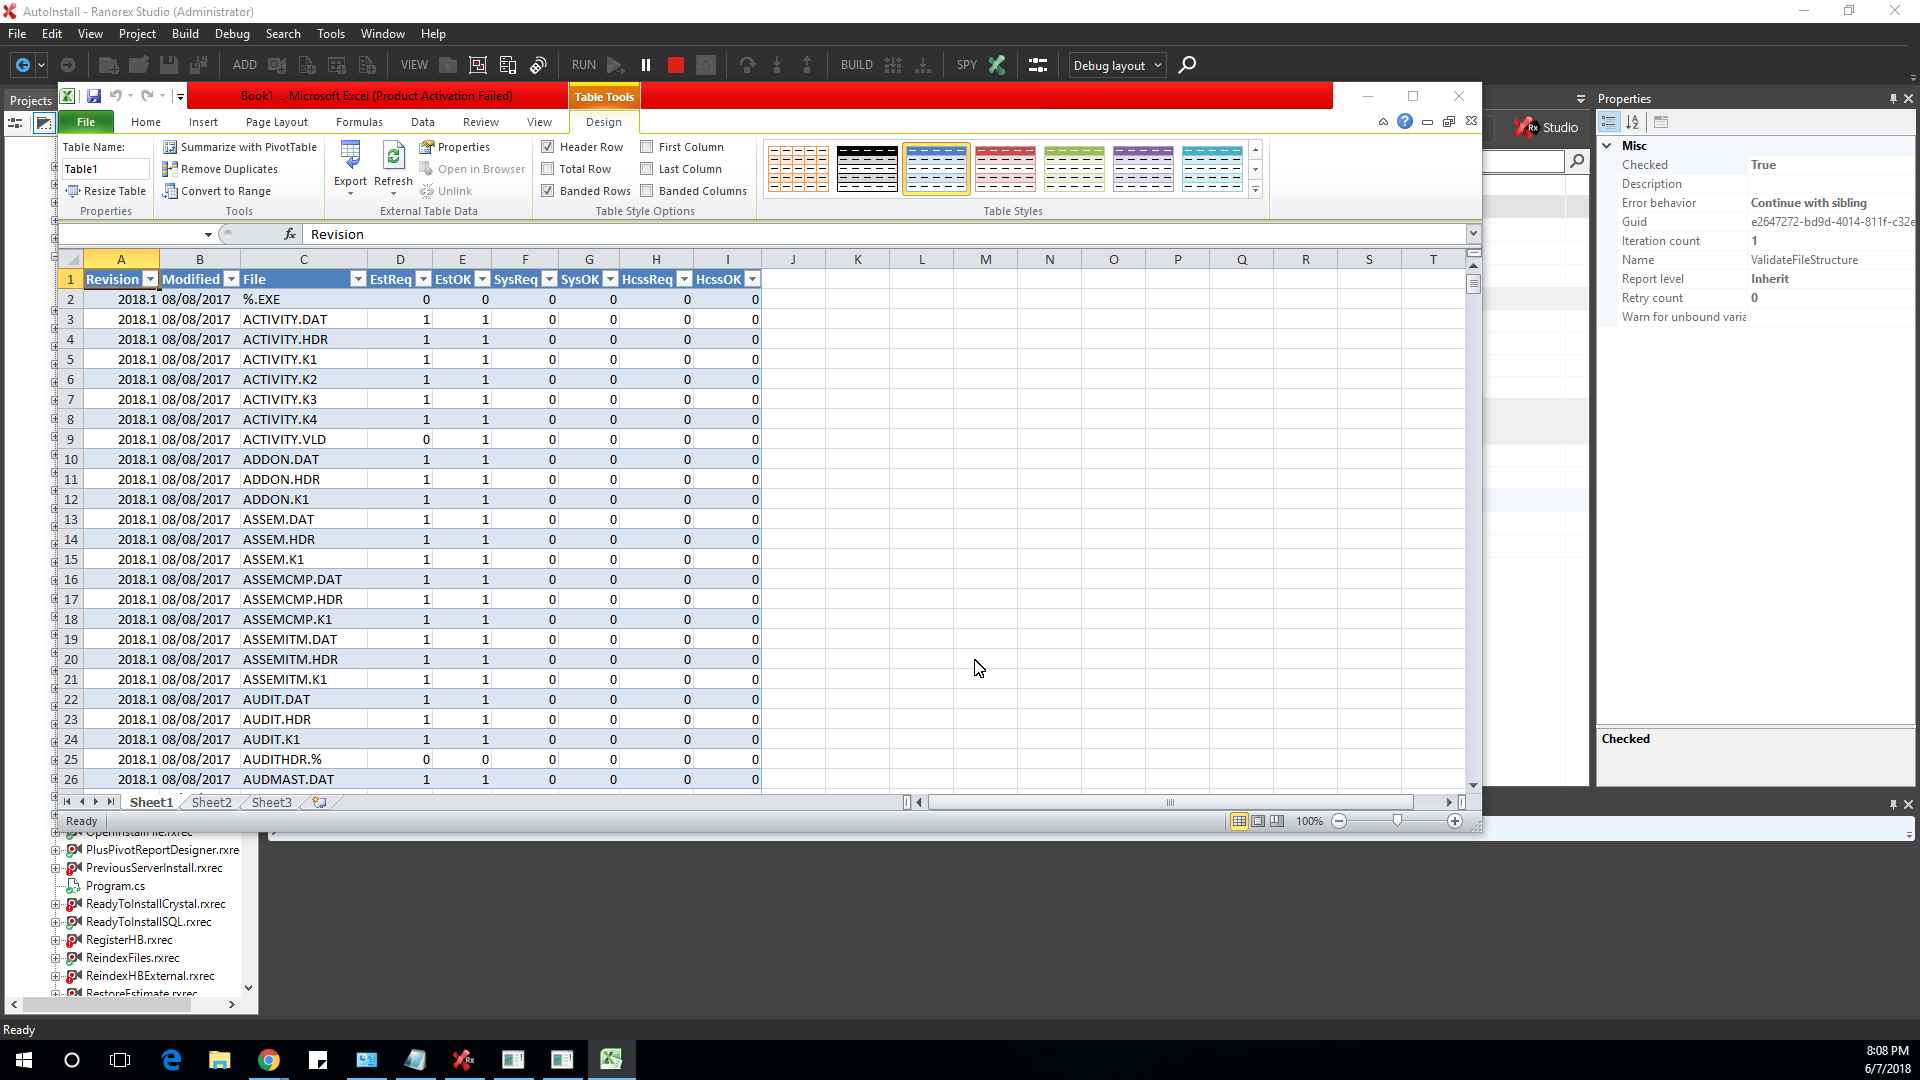 AutoInstall - Ranorex Studio (Administrator)
File Edit View Project Build Debug Search Tools Window Help
ADD VIEW RUN BUILD SPY Debug layout
Projects
Book1 - Microsoft Excel (Product Activation Failed) Table Tools
File Home Insert Page Layout Formulas Data Review View Design
Table Name:
Table1
Resize Table
Properties
Summarize with PivotTable
Remove Duplicates
Convert to Range
Tools
Export Refresh
Properties
Open in Browser
Unlink
External Table Data
Header Row First Column
Total Row Last Column
Banded Rows Banded Columns
Table Style Options
Table Styles
fx Revision
A B C D E F G H I J K L M N O P Q R S T
1 Revision Modified File EstReq EstOK SysReq SysOK HcssReq HcssOK
2 2018.1 08/08/2017 %.EXE 0 0 0 0 0 0
3 2018.1 08/08/2017 ACTIVITY.DAT 1 1 0 0 0 0
4 2018.1 08/08/2017 ACTIVITY.HDR 1 1 0 0 0 0
5 2018.1 08/08/2017 ACTIVITY.K1 1 1 0 0 0 0
6 2018.1 08/08/2017 ACTIVITY.K2 1 1 0 0 0 0
7 2018.1 08/08/2017 ACTIVITY.K3 1 1 0 0 0 0
8 2018.1 08/08/2017 ACTIVITY.K4 1 1 0 0 0 0
9 2018.1 08/08/2017 ACTIVITY.VLD 0 1 0 0 0 0
10 2018.1 08/08/2017 ADDON.DAT 1 1 0 0 0 0
11 2018.1 08/08/2017 ADDON.HDR 1 1 0 0 0 0
12 2018.1 08/08/2017 ADDON.K1 1 1 0 0 0 0
13 2018.1 08/08/2017 ASSEM.DAT 1 1 0 0 0 0
14 2018.1 08/08/2017 ASSEM.HDR 1 1 0 0 0 0
15 2018.1 08/08/2017 ASSEM.K1 1 1 0 0 0 0
16 2018.1 08/08/2017 ASSEMCMP.DAT 1 1 0 0 0 0
17 2018.1 08/08/2017 ASSEMCMP.HDR 1 1 0 0 0 0
18 2018.1 08/08/2017 ASSEMCMP.K1 1 1 0 0 0 0
19 2018.1 08/08/2017 ASSEMITM.DAT 1 1 0 0 0 0
20 2018.1 08/08/2017 ASSEMITM.HDR 1 1 0 0 0 0
21 2018.1 08/08/2017 ASSEMITM.K1 1 1 0 0 0 0
22 2018.1 08/08/2017 AUDIT.DAT 1 1 0 0 0 0
23 2018.1 08/08/2017 AUDIT.HDR 1 1 0 0 0 0
24 2018.1 08/08/2017 AUDIT.K1 1 1 0 0 0 0
25 2018.1 08/08/2017 AUDITHDR.% 0 0 0 0 0 0
26 2018.1 08/08/2017 AUDMAST.DAT 1 1 0 0 0 0
Sheet1 Sheet2 Sheet3
Ready 100%
Rx Studio
Properties
Misc
Checked True
Description
Error behavior Continue with sibling
Guid e2647272-bd9d-4014-811f-c32e
Iteration count 1
Name ValidateFileStructure
Report level Inherit
Retry count 0
Warn for unbound varia
Checked
OpenInstallFile.rxrec
PlusPivotReportDesigner.rxre
PreviousServerInstall.rxrec
Program.cs
ReadyToInstallCrystal.rxrec
ReadyToInstallSQL.rxrec
RegisterHB.rxrec
ReindexFiles.rxrec
ReindexHBExternal.rxrec
RestoreEstimate.rxrec
Ready
8:08 PM
6/7/2018